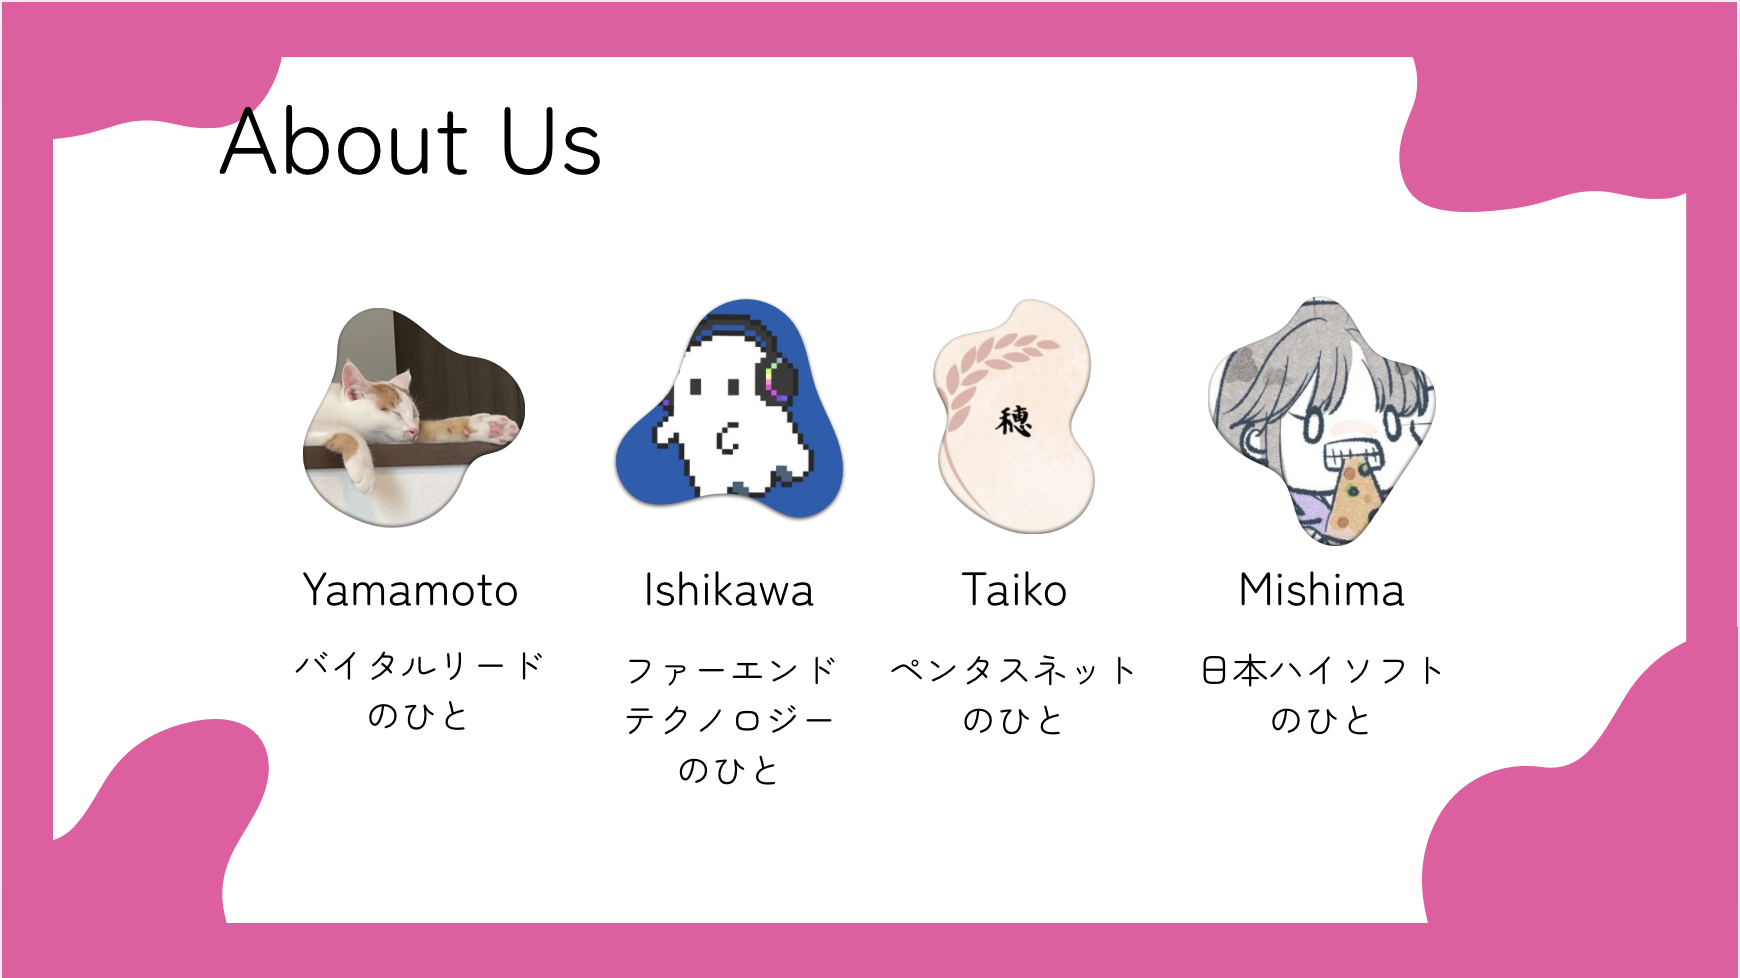 About Us
穂
Yamamoto
バイタルリード
のひと
Ishikawa
ファーエンド
テクノロジー
のひと
Taiko
ペンタスネット
のひと
Mishima
日本ハイソフト
のひと